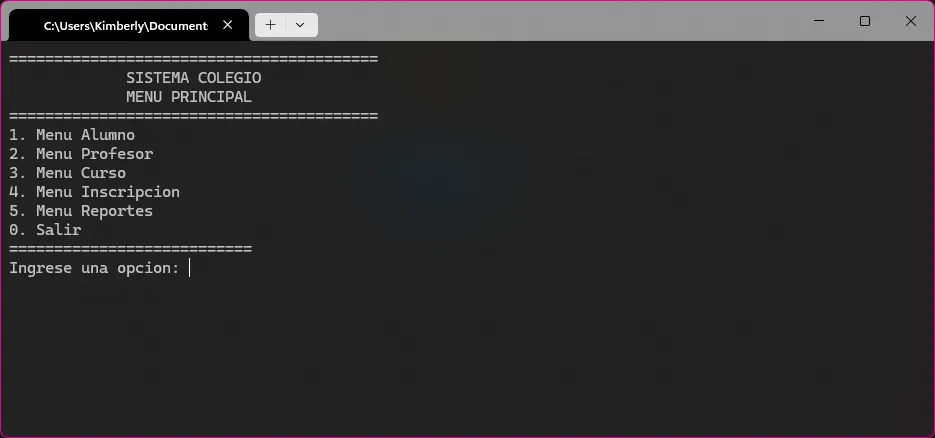 C:\Users\Kimberly\Document
=========================================
SISTEMA COLEGIO
MENU PRINCIPAL
=========================================
1. Menu Alumno
2. Menu Profesor
3. Menu Curso
4. Menu Inscripcion
5. Menu Reportes
0. Salir
===========================
Ingrese una opcion: